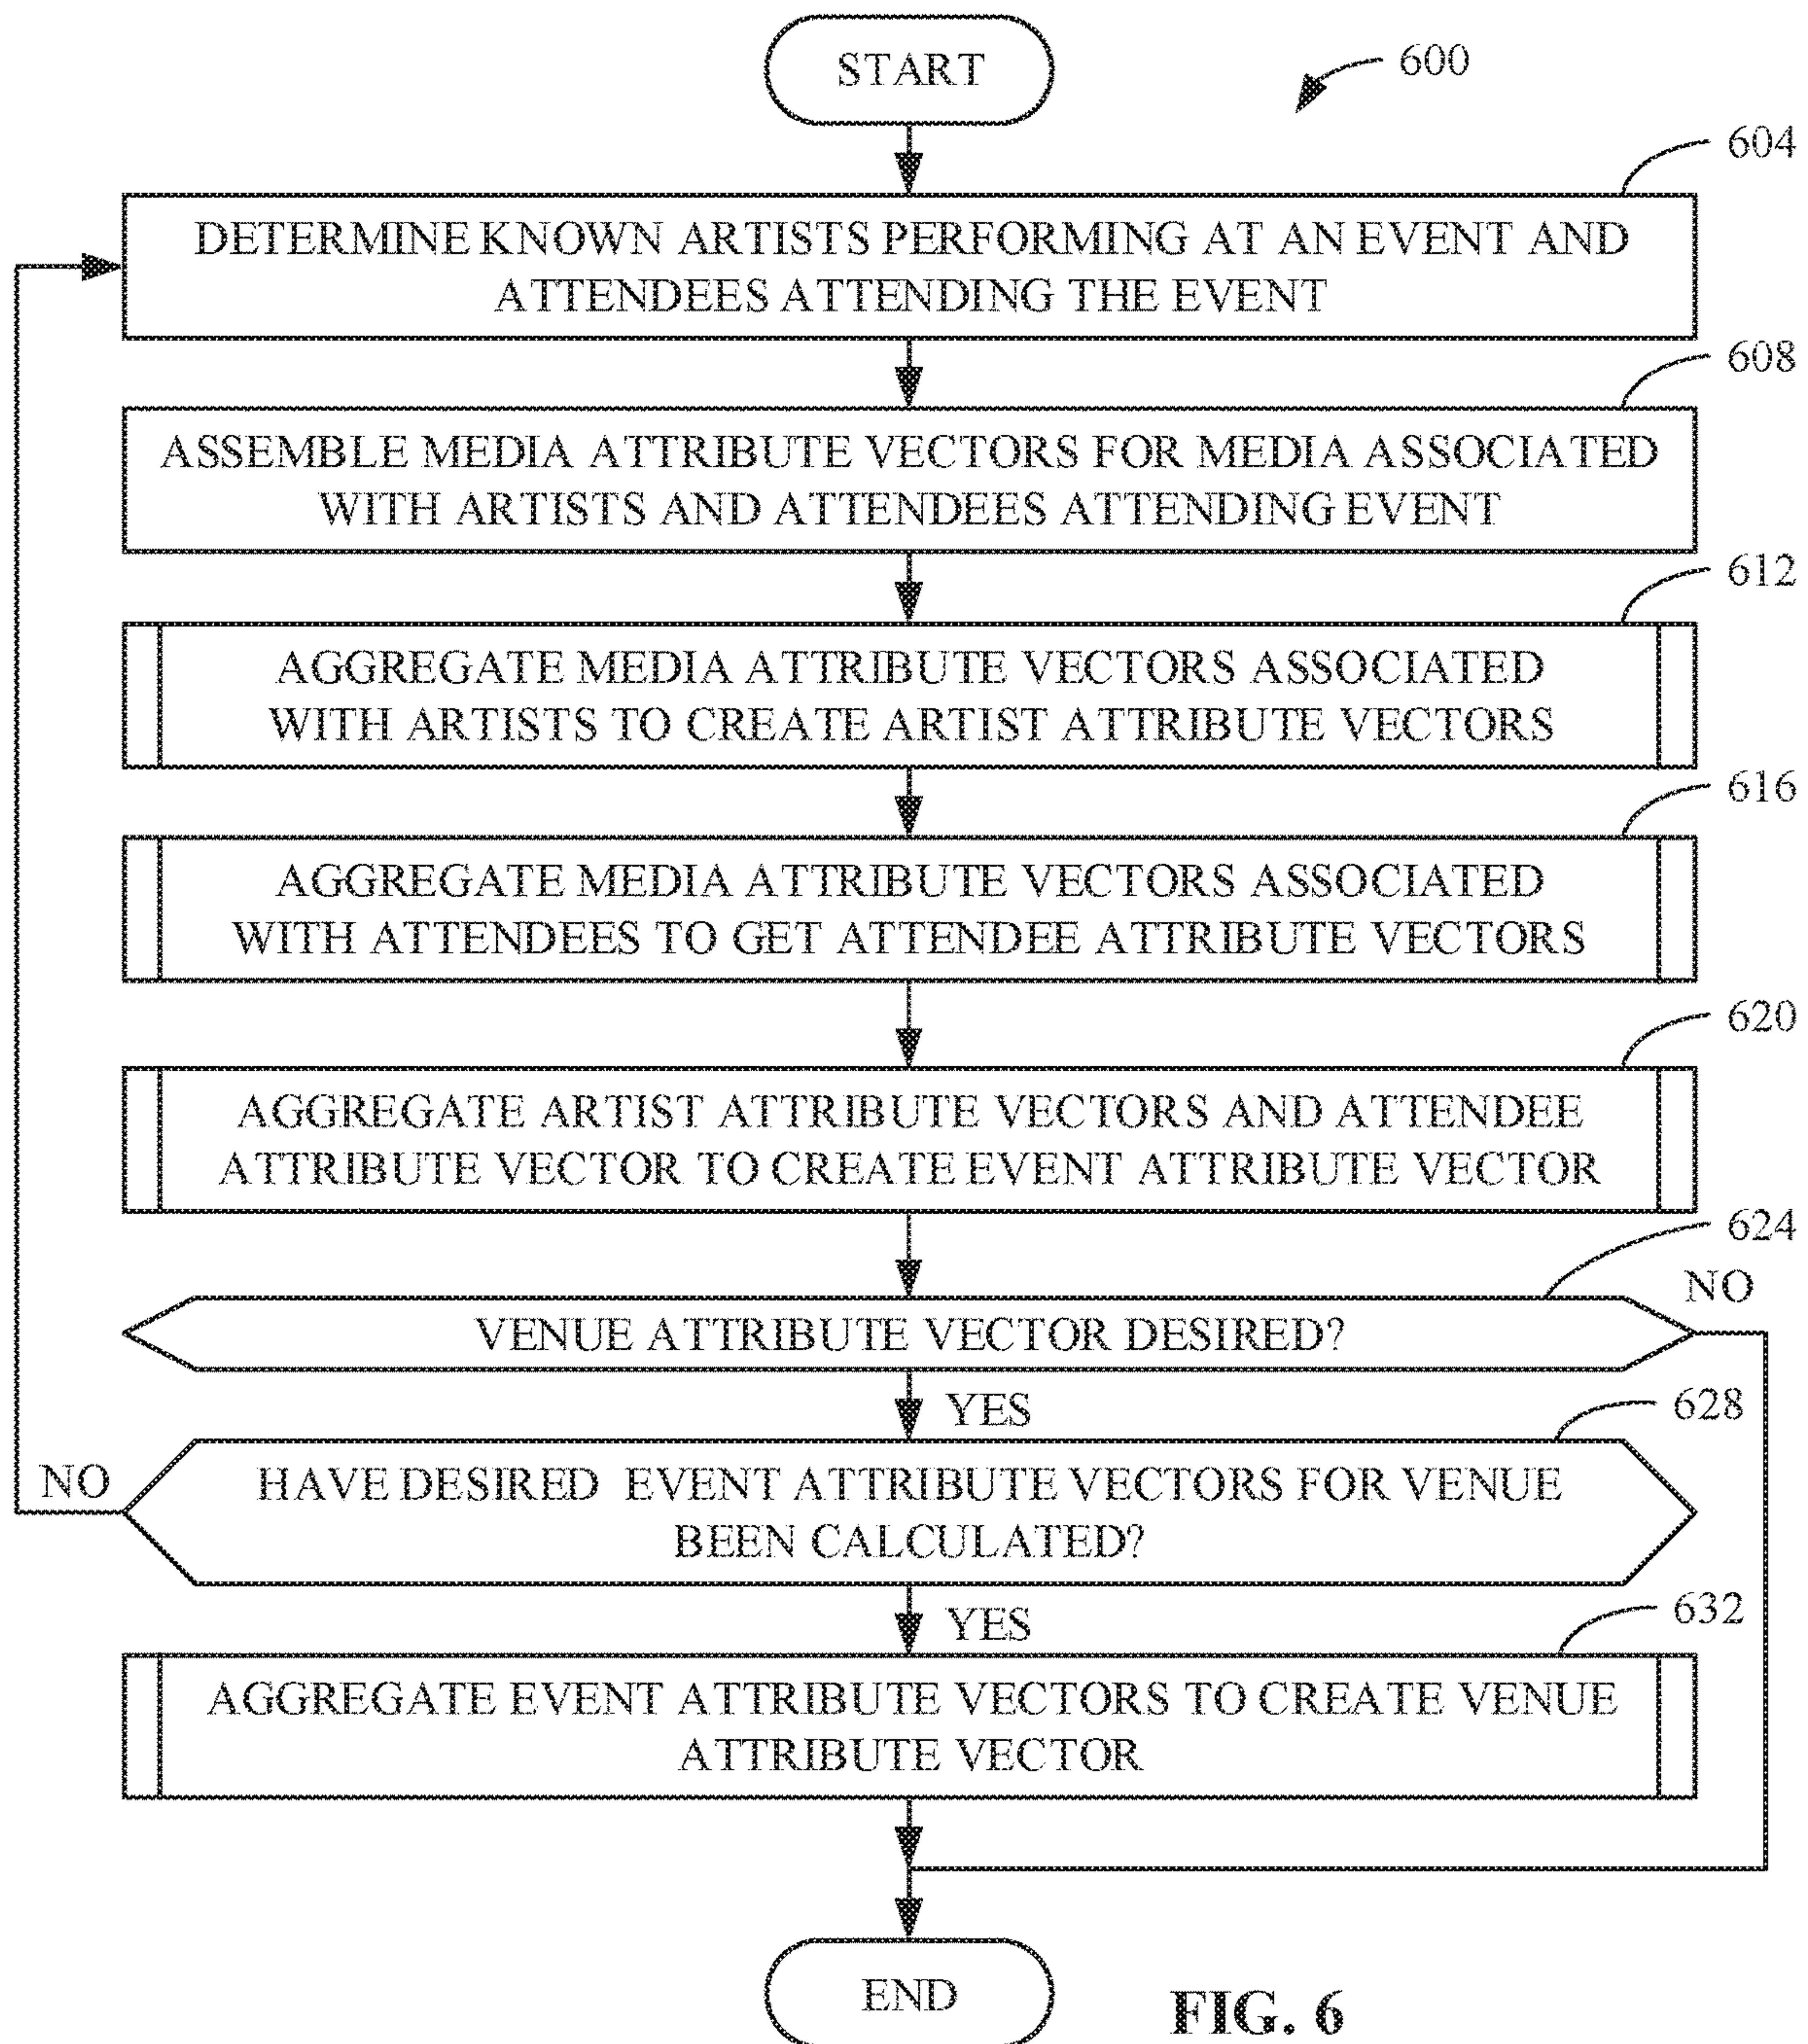 START
600
604
DETERMINE KNOWN ARTISTS PERFORMING AT AN EVENT AND
ATTENDEES ATTENDING THE EVENT
608
ASSEMBLE MEDIA ATTRIBUTE VECTORS FOR MEDIA ASSOCIATED
WITH ARTISTS AND ATTENDEES ATTENDING EVENT
612
AGGREGATE MEDIA ATTRIBUTE VECTORS ASSOCIATED
WITH ARTISTS TO CREATE ARTIST ATTRIBUTE VECTORS
616
AGGREGATE MEDIA ATTRIBUTE VECTORS ASSOCIATED
WITH ATTENDEES TO GET ATTENDEE ATTRIBUTE VECTORS
620
AGGREGATE ARTIST ATTRIBUTE VECTORS AND ATTENDEE
ATTRIBUTE VECTOR TO CREATE EVENT ATTRIBUTE VECTOR
624
NO
VENUE ATTRIBUTE VECTOR DESIRED?
YES
628
NO
HAVE DESIRED EVENT ATTRIBUTE VECTORS FOR VENUE
BEEN CALCULATED?
YES
632
AGGREGATE EVENT ATTRIBUTE VECTORS TO CREATE VENUE
ATTRIBUTE VECTOR
END
FIG. 6